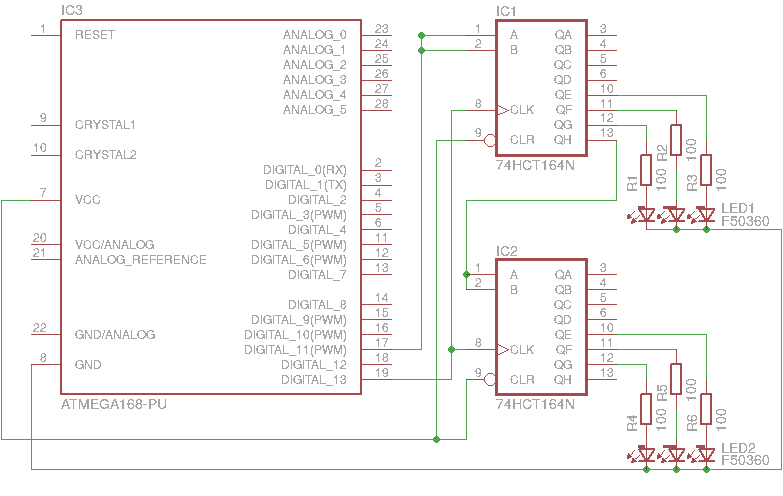 IC3
1 RESET
9 CRYSTAL1
10 CRYSTAL2
7 VCC
20 VCC/ANALOG
21 ANALOG_REFERENCE
22 GND/ANALOG
8 GND
ANALOG_0 23
ANALOG_1 24
ANALOG_2 25
ANALOG_3 26
ANALOG_4 27
ANALOG_5 28
DIGITAL_0(RX) 2
DIGITAL_1(TX) 3
DIGITAL_2 4
DIGITAL_3(PWM) 5
DIGITAL_4 6
DIGITAL_5(PWM) 11
DIGITAL_6(PWM) 12
DIGITAL_7 13
DIGITAL_8 14
DIGITAL_9(PWM) 15
DIGITAL_10(PWM) 16
DIGITAL_11(PWM) 17
DIGITAL_12 18
DIGITAL_13 19
ATMEGA168-PU
IC1
1 A QA 3
2 B QB 4
QC 5
QD 6
QE 10
8 CLK QF 11
QG 12
9 CLR QH 13
74HCT164N
R1 100
R2 100
R3 100
LED1
F50360
IC2
1 A QA 3
2 B QB 4
QC 5
QD 6
QE 10
8 CLK QF 11
QG 12
9 CLR QH 13
74HCT164N
R4 100
R5 100
R6 100
LED2
F50360